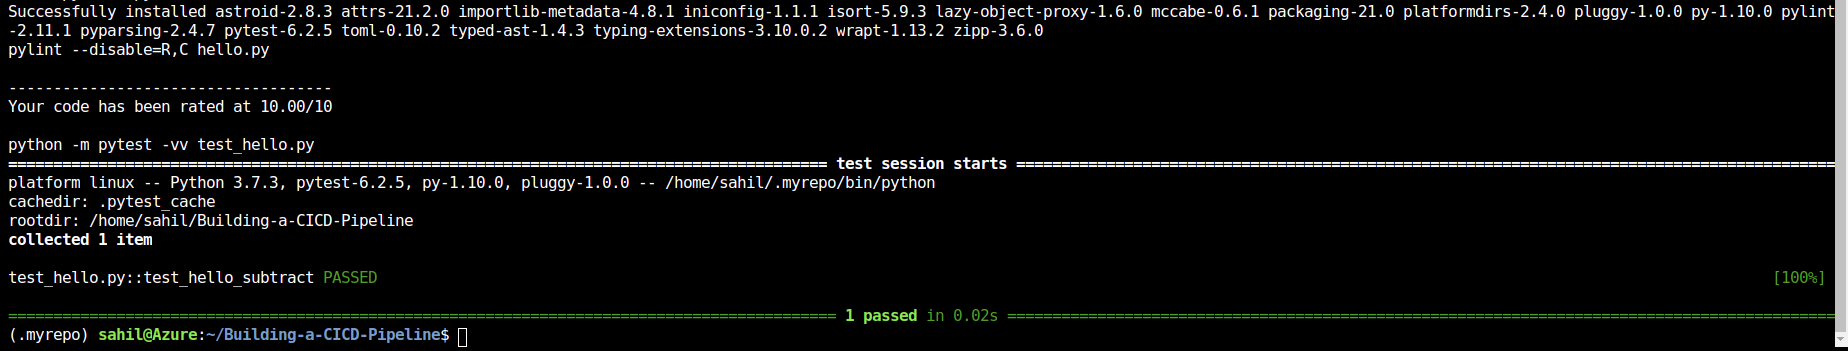 Successfully installed astroid-2.8.3 attrs-21.2.0 importlib-metadata-4.8.1 iniconfig-1.1.1 isort-5.9.3 lazy-object-proxy-1.6.0 mccabe-0.6.1 packaging-21.0 platformdirs-2.4.0 pluggy-1.0.0 py-1.10.0 pylint
-2.11.1 pyparsing-2.4.7 pytest-6.2.5 toml-0.10.2 typed-ast-1.4.3 typing-extensions-3.10.0.2 wrapt-1.13.2 zipp-3.6.0
pylint --disable=R,C hello.py
------------------------------------
Your code has been rated at 10.00/10
python -m pytest -vv test_hello.py
=========================================================================================== test session starts ===========================================================================================
platform linux -- Python 3.7.3, pytest-6.2.5, py-1.10.0, pluggy-1.0.0 -- /home/sahil/.myrepo/bin/python
cachedir: .pytest_cache
rootdir: /home/sahil/Building-a-CICD-Pipeline
collected 1 item
test_hello.py::test_hello_subtract PASSED [100%]
============================================================================================ 1 passed in 0.02s ============================================================================================
(.myrepo) sahil@Azure:~/Building-a-CICD-Pipeline$